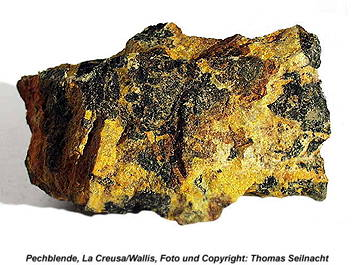 Pechblende, La Creusa/Wallis, Foto und Copyright: Thomas Seilnacht